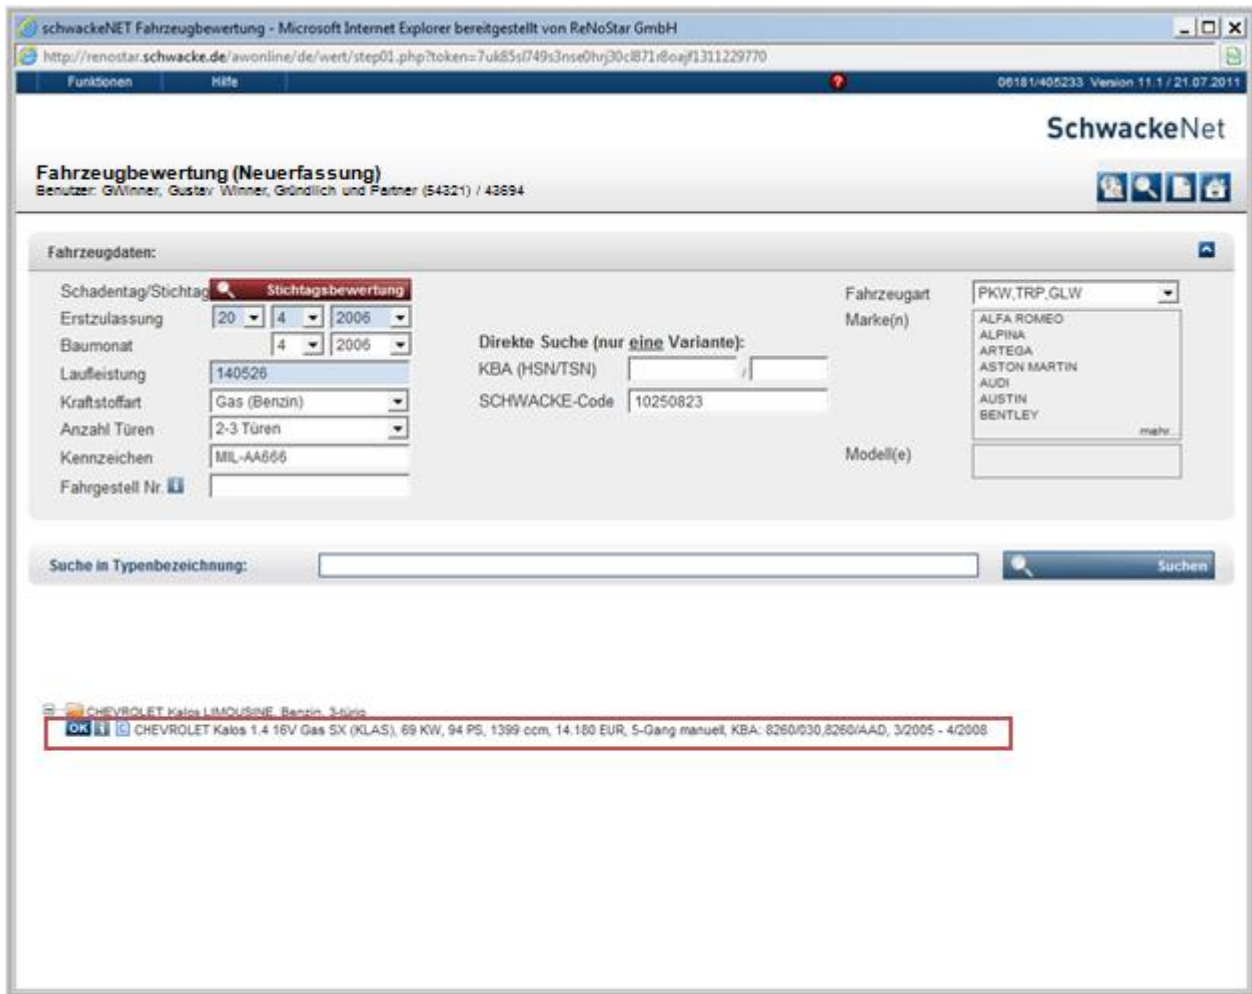 schwackeNET Fahrzeugbewertung - Microsoft Internet Explorer bereitgestellt von ReNoStar GmbH
http://renostar.schwacke.de/awonline/de/wert/step01.php?token=
Funktionen Hilfe 06181/405233 Version 11.1 / 21.07.2011
SchwackeNet
Fahrzeugbewertung (Neuerfassung)
Benutzer: GWinner, Gustav Winner, Gründlich und Partner (54321) / 43694
Fahrzeugdaten:
Schadentag/Stichtag Stichtagsbewertung Fahrzeugart PKW,TRP,GLW
Erstzulassung 20 4 2006 Marke(n) ALFA ROMEO
ALPINA
Baumonat 4 2006 Direkte Suche (nur eine Variante): ARTEGA
Laufleistung 140526 KBA (HSN/TSN) / ASTON MARTIN
AUDI
Kraftstoffart Gas (Benzin) SCHWACKE-Code 10250823 AUSTIN
BENTLEY
Anzahl Türen 2-3 Türen mehr...
Kennzeichen MIL-AA666 Modell(e)
Fahrgestell Nr.
Suche in Typenbezeichnung: Suchen
CHEVROLET Kalos LIMOUSINE, Benzin, 3-türig
OK i C CHEVROLET Kalos 1.4 16V Gas SX (KLAS), 69 KW, 94 PS, 1399 ccm, 14.180 EUR, 5-Gang manuell, KBA: 8260/030,8260/AAD, 3/2005 - 4/2008